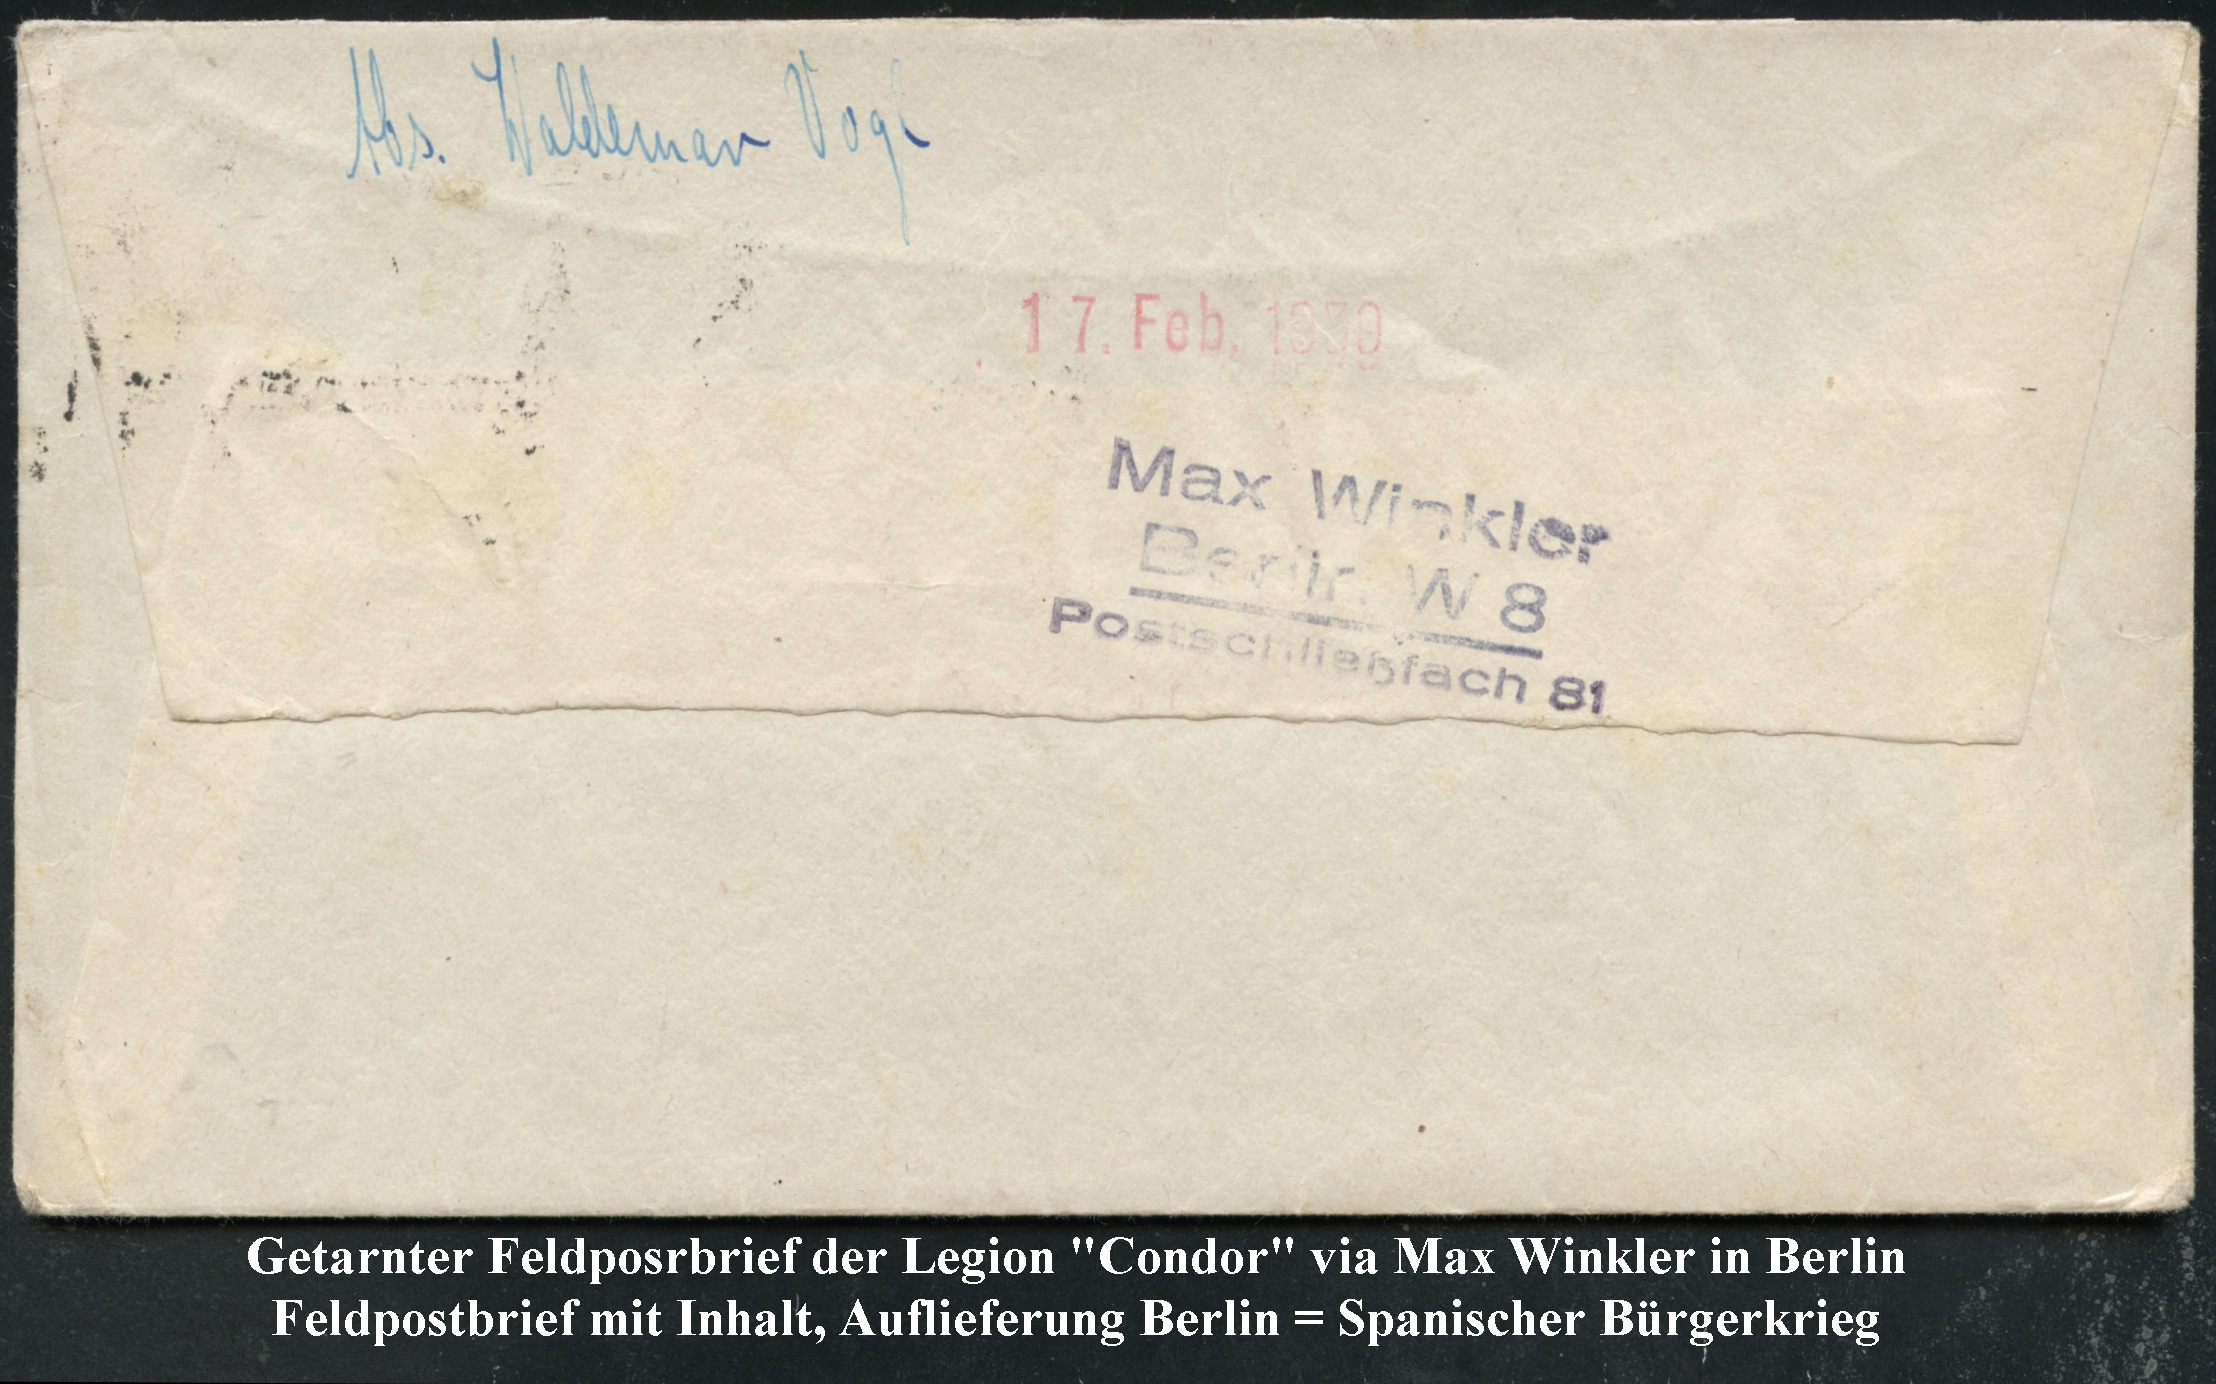 Abs. Waldemar Vogl
17. Feb. 1939
Max Winkler
Berlin W 8
Postschließfach 81
Getarnter Feldposrbrief der Legion "Condor" via Max Winkler in Berlin
Feldpostbrief mit Inhalt, Auflieferung Berlin = Spanischer Bürgerkrieg